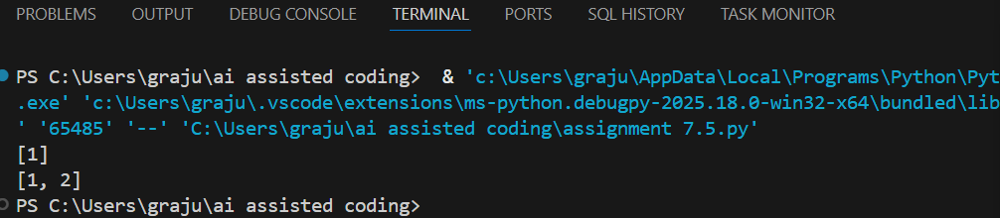 PROBLEMS OUTPUT DEBUG CONSOLE TERMINAL PORTS SQL HISTORY TASK MONITOR
PS C:\Users\graju\ai assisted coding>  & 'c:\Users\graju\AppData\Local\Programs\Python\Pyt
.exe' 'c:\Users\graju\.vscode\extensions\ms-python.debugpy-2025.18.0-win32-x64\bundled\lib
' '65485' '--' 'C:\Users\graju\ai assisted coding\assignment 7.5.py'
[1]
[1, 2]
PS C:\Users\graju\ai assisted coding>